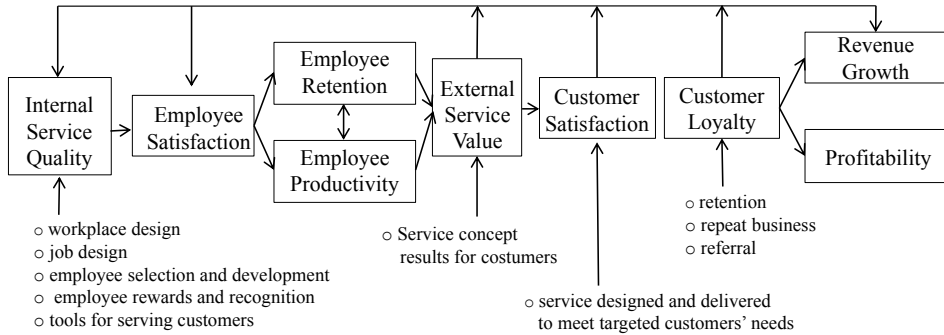 Internal
Service
Quality
Employee
Satisfaction
Employee
Retention
Employee
Productivity
External
Service
Value
Customer
Satisfaction
Customer
Loyalty
Revenue
Growth
Profitability
○ workplace design
○ job design
○ employee selection and development
○ employee rewards and recognition
○ tools for serving customers
○ Service concept
results for costumers
○ service designed and delivered
to meet targeted customers’ needs
○ retention
○ repeat business
○ referral